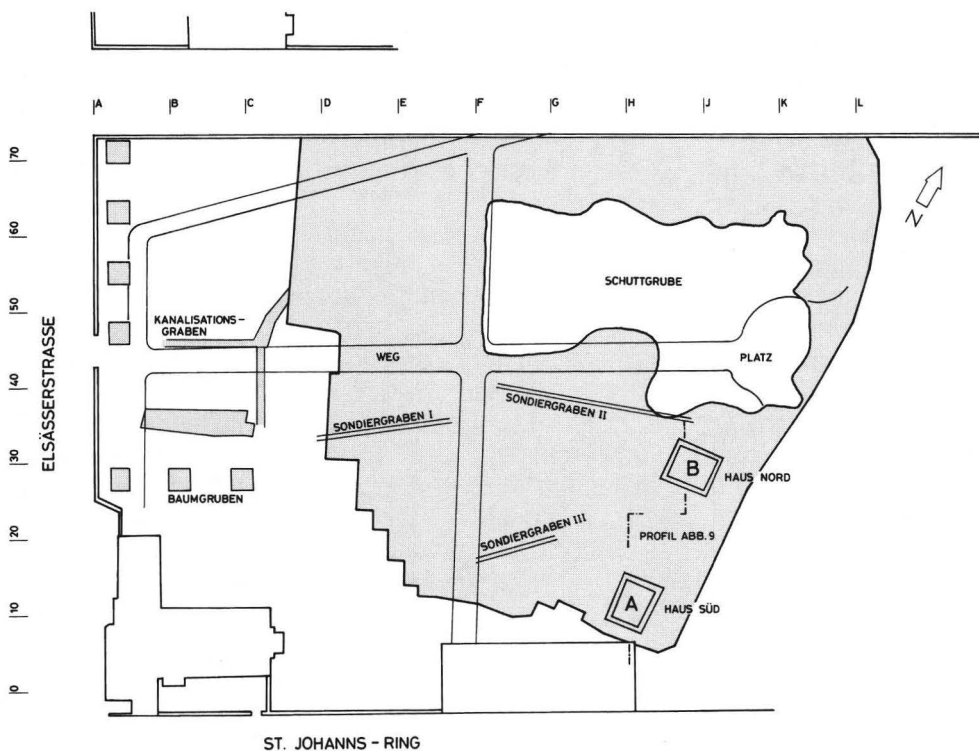 A B C D E F G H J K L
70
60
50
40
30
20
10
0
ELSÄSSERSTRASSE
N
SCHUTTGRUBE
KANALISATIONS-
GRABEN
WEG
PLATZ
SONDIERGRABEN I
SONDIERGRABEN II
B
HAUS NORD
BAUMGRUBEN
SONDIERGRABEN III
PROFIL ABB. 9
A
HAUS SÜD
ST. JOHANNS - RING